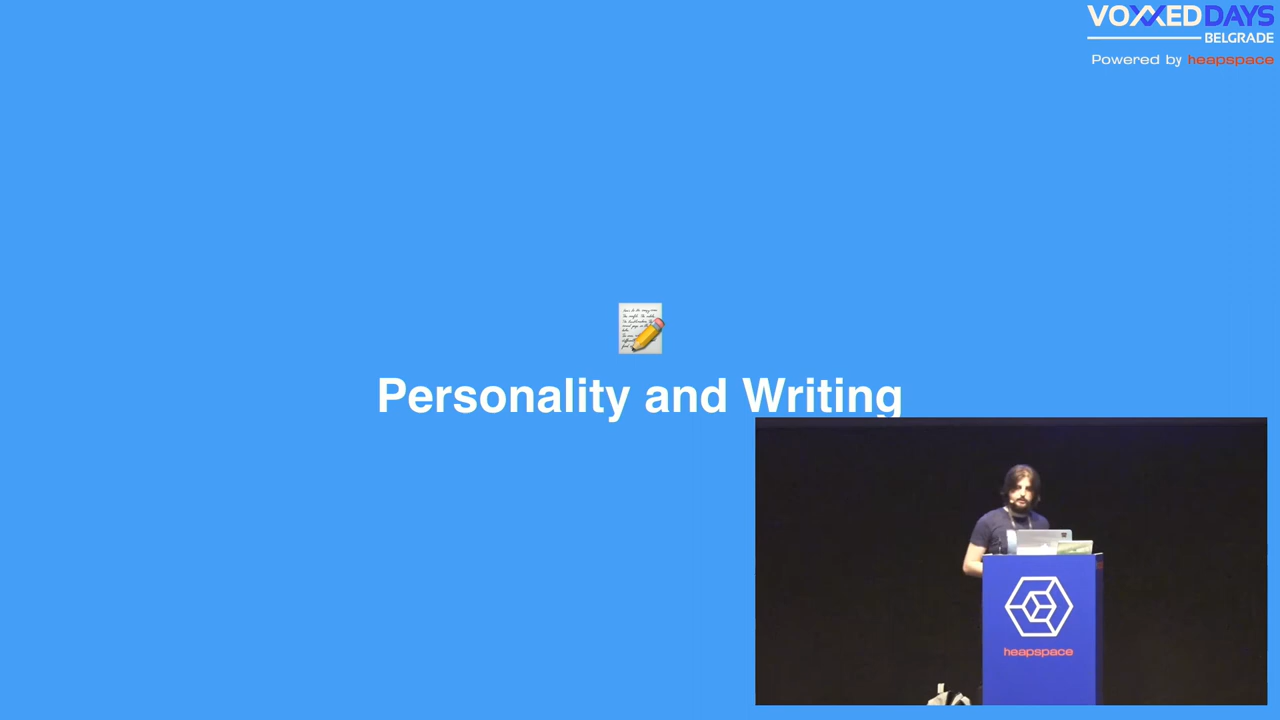 VOXXED DAYS
BELGRADE
Powered by heapspace
Personality and Writing
heapspace